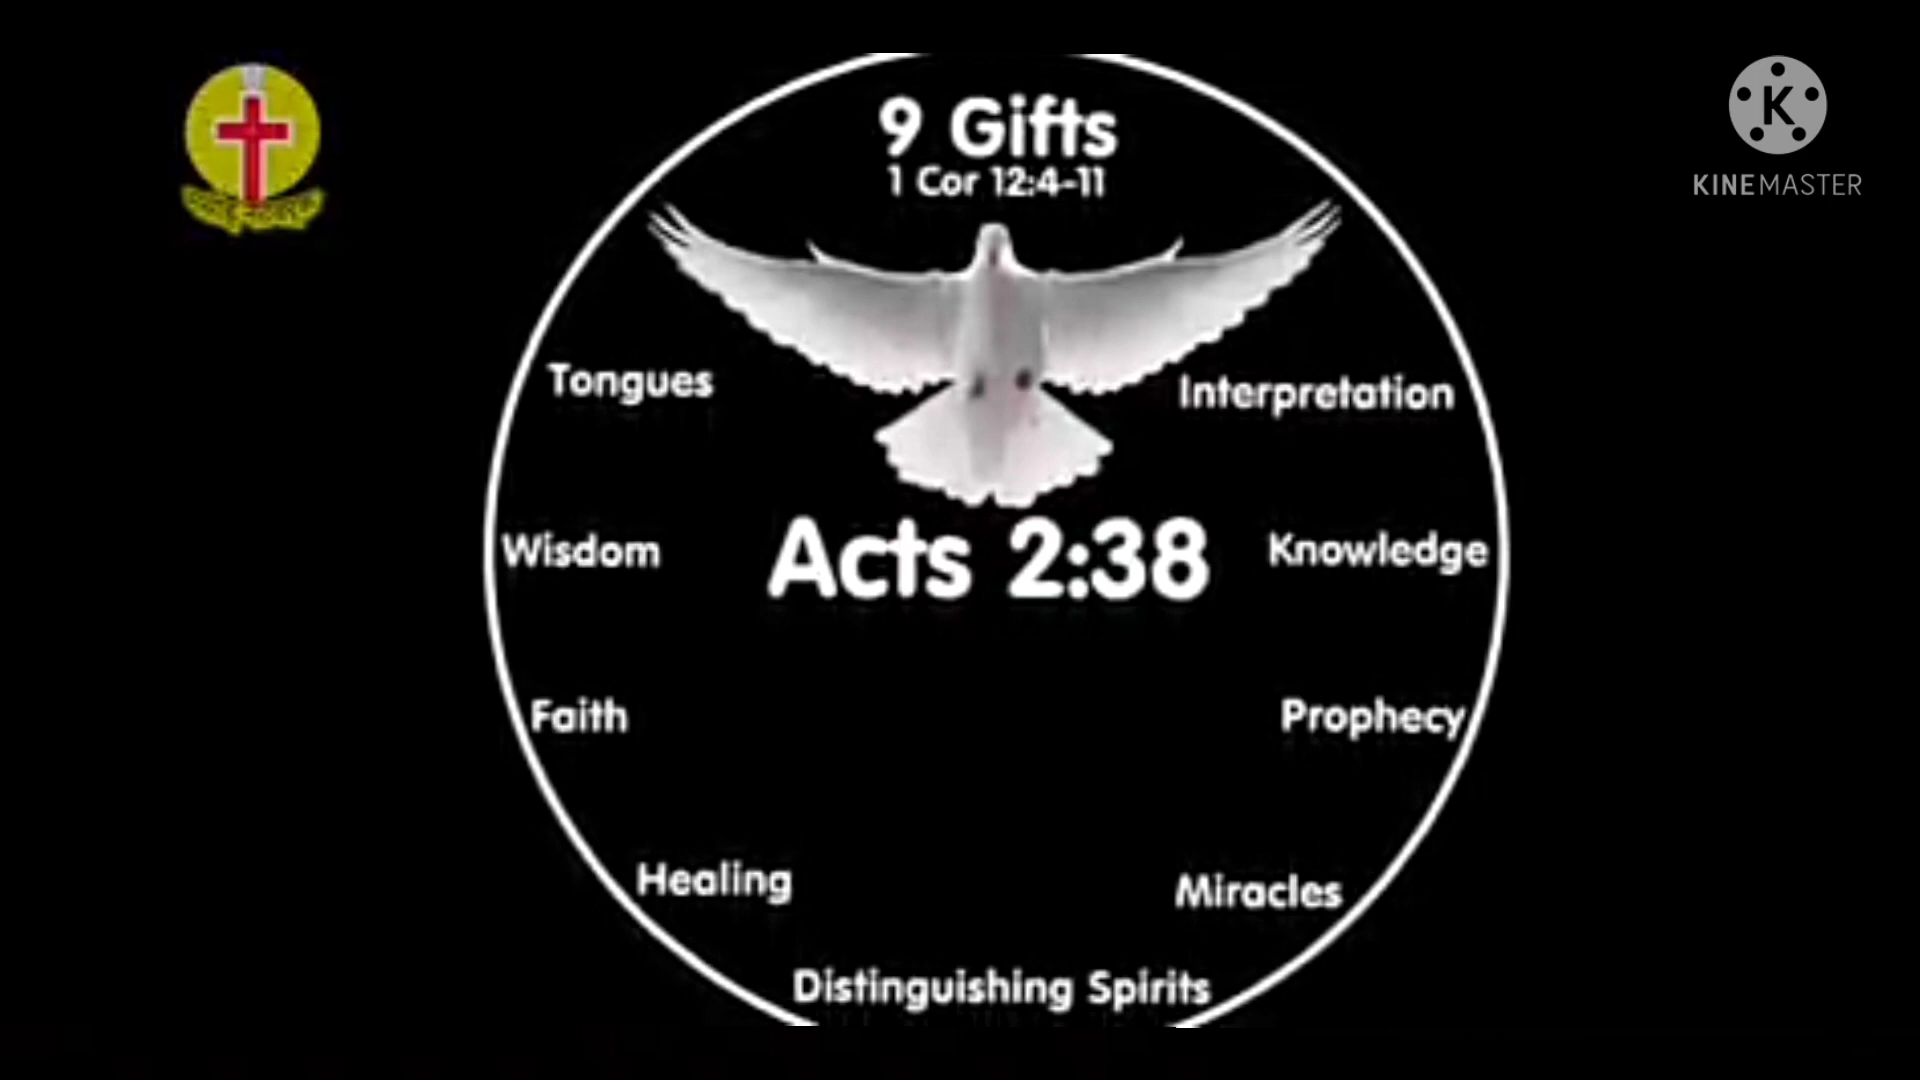 9 Gifts
1 Cor 12:4-11
K
KINEMASTER
Tongues
Interpretation
Wisdom
Acts 2:38
Knowledge
Faith
Prophecy
Healing
Miracles
Distinguishing Spirits